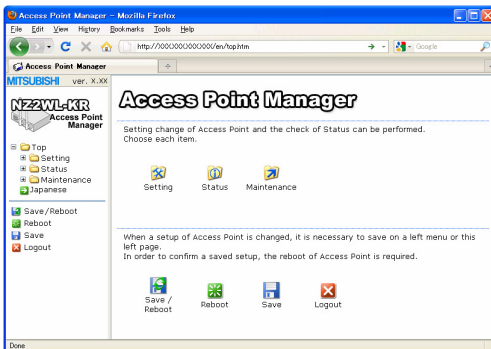 Access Point Manager - Mozilla Firefox
File Edit View History Bookmarks Tools Help
http://XXX.XXX.XXX.XXX/en/top.htm
Google
Access Point Manager
MITSUBISHI ver. X.XX
NZ2WL-KR
Access Point
Manager
Top
Setting
Status
Maintenance
Japanese
Save/Reboot
Reboot
Save
Logout
Access Point Manager
Setting change of Access Point and the check of Status can be performed.
Choose each item.
Setting Status Maintenance
When a setup of Access Point is changed, it is necessary to save on a left menu or this
left page.
In order to confirm a saved setup, the reboot of Access Point is required.
Save /
Reboot
Reboot Save Logout
Done